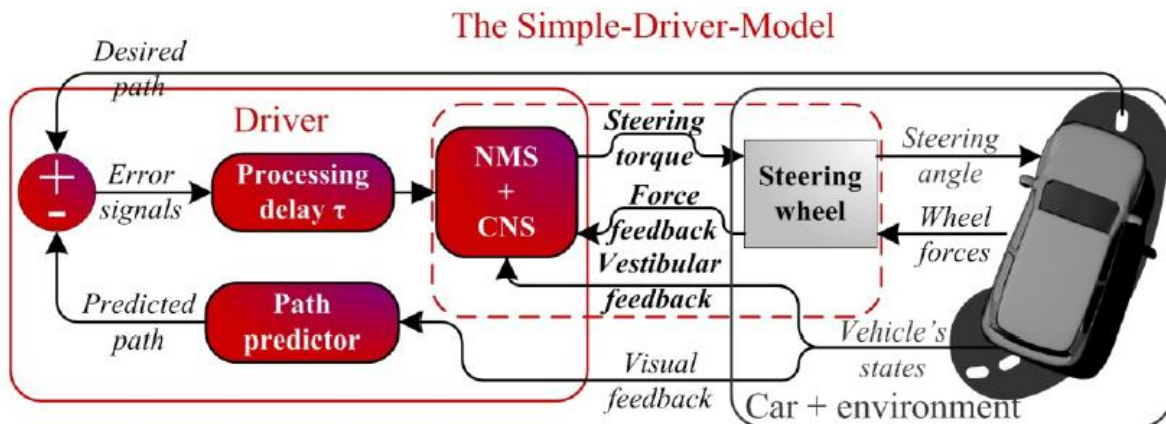 The Simple-Driver-Model
Desired
path
Driver
+
-
Error
signals
Processing
delay τ
NMS
+
CNS
Steering
torque
Force
feedback
Vestibular
feedback
Steering
wheel
Steering
angle
Wheel
forces
Predicted
path
Path
predictor
Visual
feedback
Vehicle's
states
Car + environment